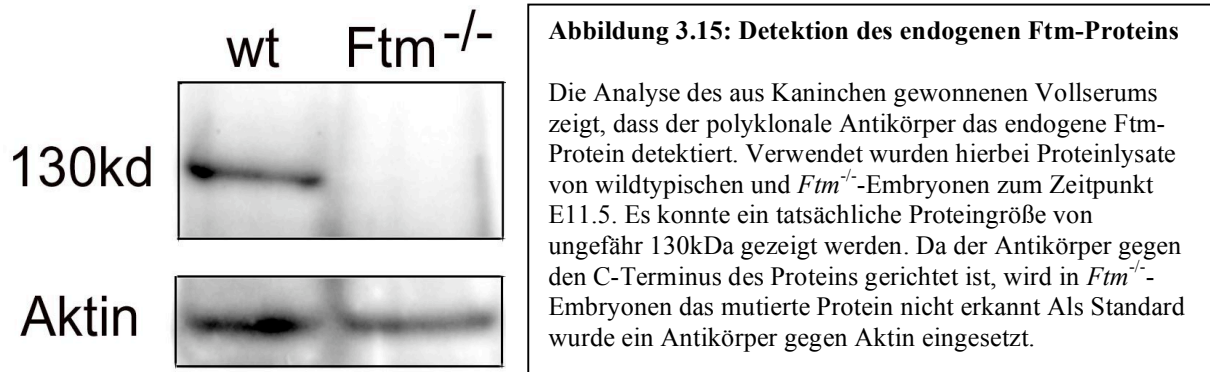 wt Ftm-/-
130kd
Aktin
Abbildung 3.15: Detektion des endogenen Ftm-Proteins
Die Analyse des aus Kaninchen gewonnenen Vollserums
zeigt, dass der polyklonale Antikörper das endogene Ftm-
Protein detektiert. Verwendet wurden hierbei Proteinlysate
von wildtypischen und Ftm-/--Embryonen zum Zeitpunkt
E11.5. Es konnte ein tatsächliche Proteingröße von
ungefähr 130kDa gezeigt werden. Da der Antikörper gegen
den C-Terminus des Proteins gerichtet ist, wird in Ftm-/--
Embryonen das mutierte Protein nicht erkannt Als Standard
wurde ein Antikörper gegen Aktin eingesetzt.